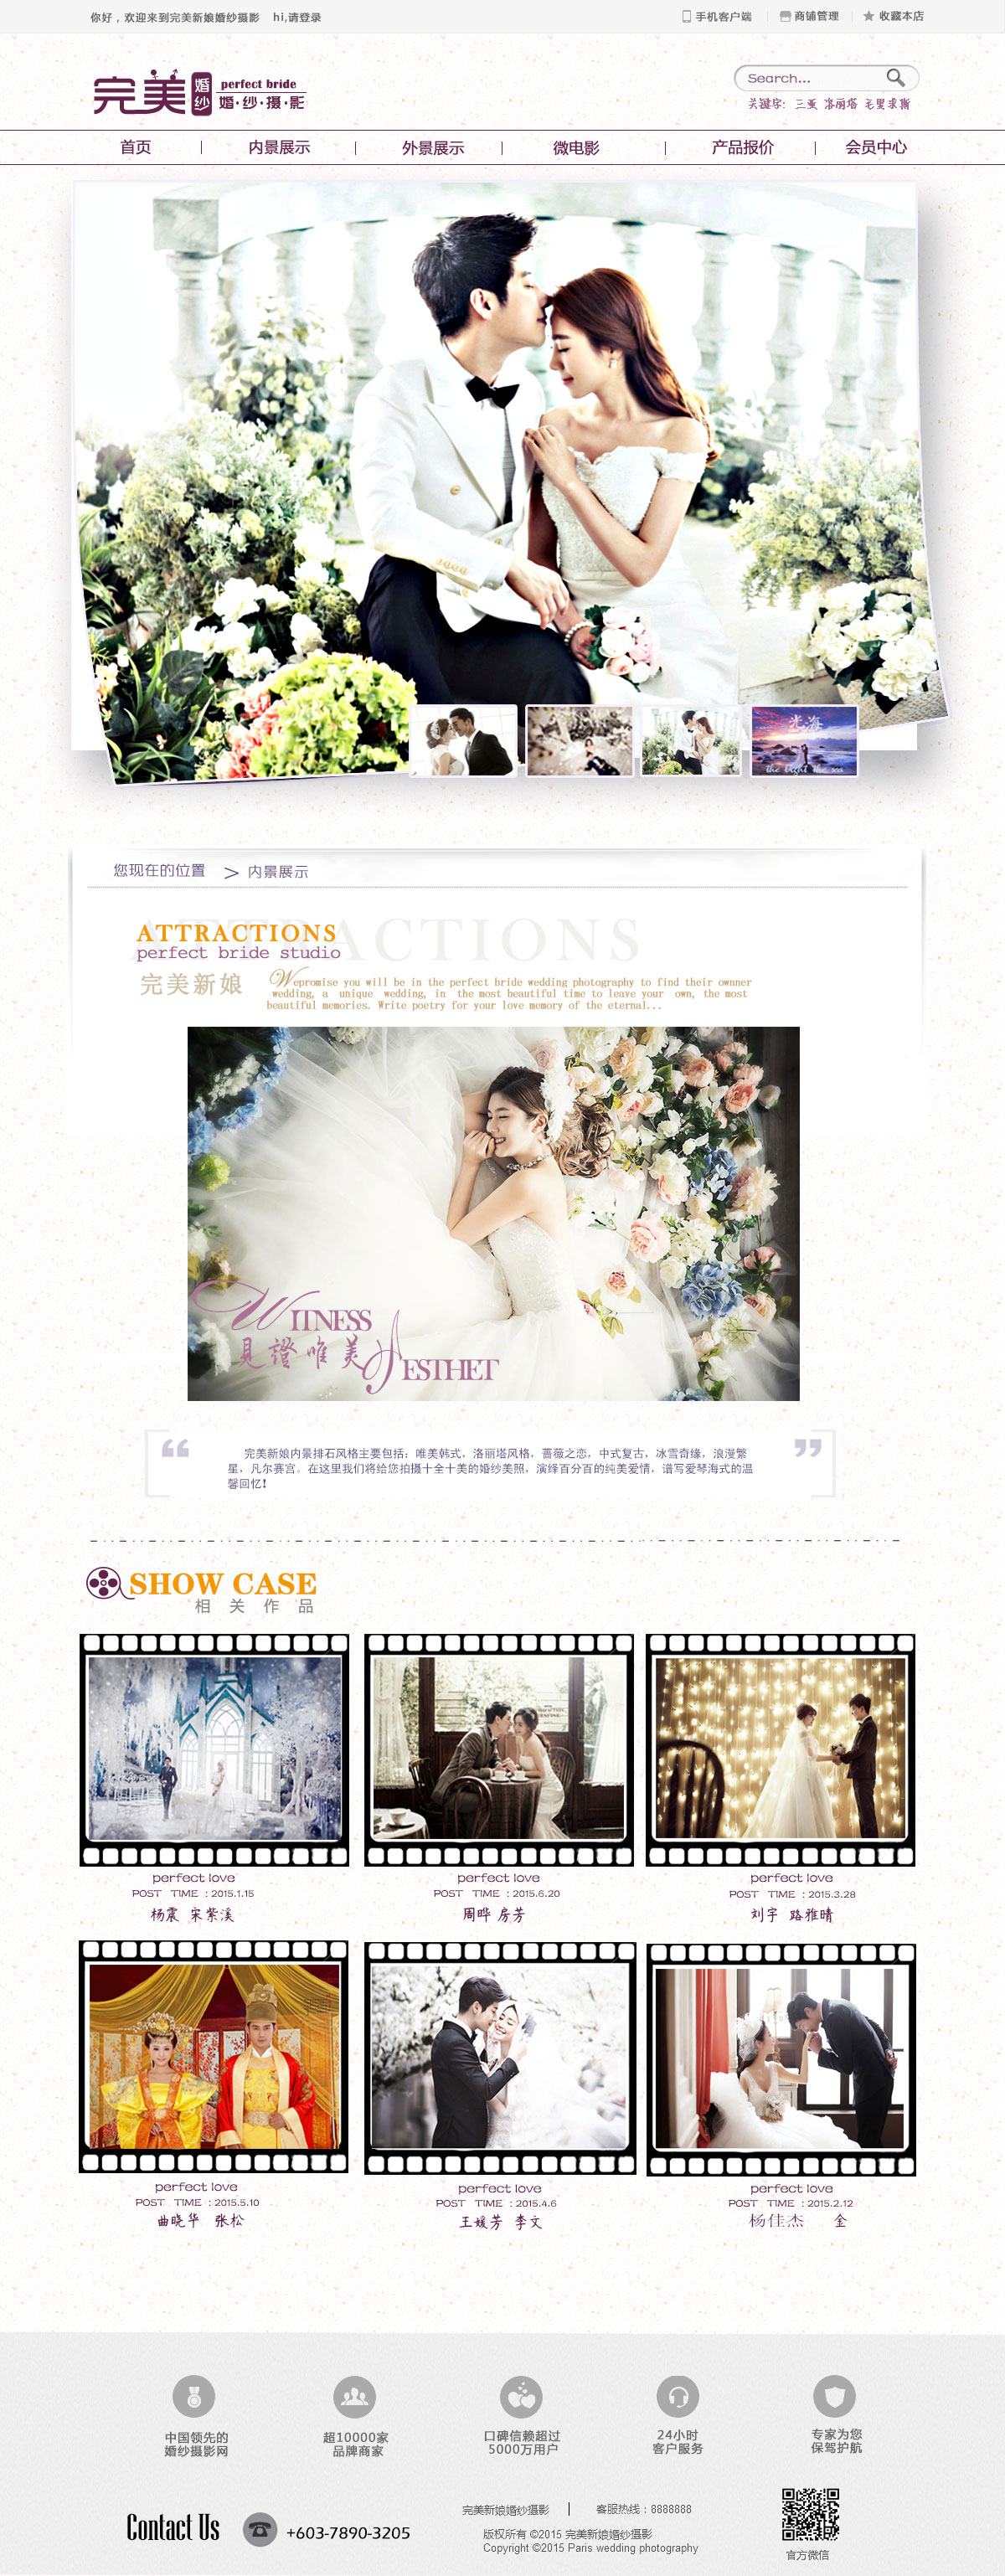 你好，欢迎来到完美新娘婚纱摄影 hi,请登录
手机客户端 商铺管理 收藏本店
完美 婚纱 perfect bride
婚·纱·摄·影
Search...
关键字: 三亚 洛丽塔 毛里求斯
首页 内景展示 外景展示 微电影 产品报价 会员中心
光海
the light the sea
您现在的位置 > 内景展示
ATTRACTIONS
ATTRACTIONS
perfect bride studio
完美新娘
Wepromise you will be in the perfect bride wedding photography to find their ownner
wedding, a unique wedding, in the most beautiful time to leave your own, the most
beautiful memories. Write poetry for your love memory of the eternal...
WITNESS
見證唯美
AESTHET
“ 完美新娘内景排石风格主要包括：唯美韩式，洛丽塔风格，蔷薇之恋，中式复古，冰雪奇缘，浪漫繁 ”
星，凡尔赛宫。在这里我们将给您拍摄十全十美的婚纱美照，演绎百分百的纯美爱情，谱写爱琴海式的温
馨回忆！
SHOW CASE
相关作品
perfect love
POST TIME : 2015.1.15
杨震 宋紫溪
perfect love
POST TIME : 2015.6.20
周晔 房芳
perfect love
POST TIME : 2015.3.28
刘宇 路雅晴
perfect love
POST TIME : 2015.5.10
曲晓华 张松
perfect love
POST TIME : 2015.4.6
王媛芳 李文
perfect love
POST TIME : 2015.2.12
杨佳杰 金
中国领先的
婚纱摄影网
超10000家
品牌商家
口碑信赖超过
5000万用户
24小时
客户服务
专家为您
保驾护航
Contact Us
+603-7890-3205
完美新娘婚纱摄影 | 客服热线：8888888
版权所有 ©2015 完美新娘婚纱摄影
Copyright ©2015 Paris wedding photography
官方微信